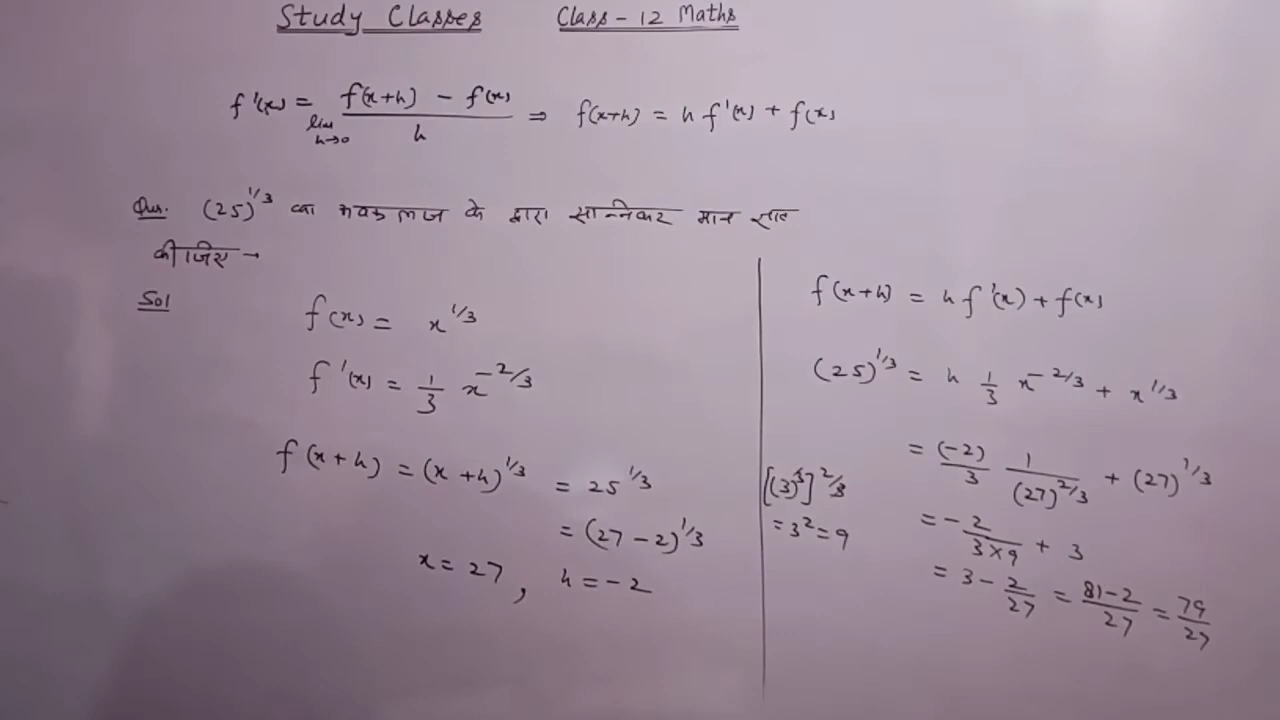 Study Classes Class - 12 Maths
f'(x) = lim h→0 (f(x+h) - f(x))/h ⇒ f(x+h) = h f'(x) + f(x)
Que. (25)^1/3 का अवकलज के द्वारा सान्निकट मान ज्ञात
कीजिए →
Sol
f(x) = x^1/3
f'(x) = 1/3 x^-2/3
f(x+h) = (x+h)^1/3 = 25^1/3
= (27-2)^1/3
x = 27, h = -2
f(x+h) = h f'(x) + f(x)
(25)^1/3 = h 1/3 x^-2/3 + x^1/3
= (-2)/3 1/(27)^2/3 + (27)^1/3
[(3)^3]^2/3
= 3^2 = 9
= -2/(3×9) + 3
= 3 - 2/27 = (81-2)/27 = 79/27